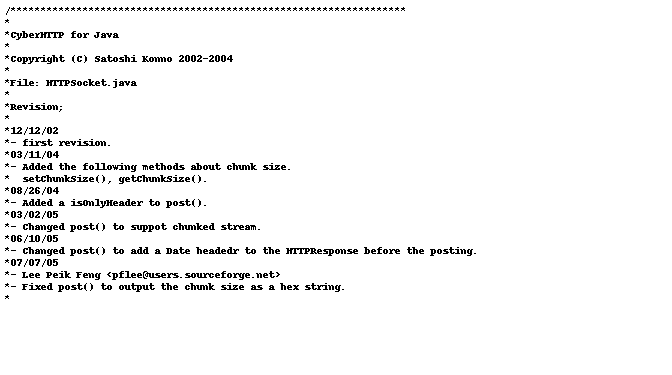 /******************************************************************
*
*CyberHTTP for Java
*
*Copyright (C) Satoshi Konno 2002-2004
*
*File: HTTPSocket.java
*
*Revision;
*
*12/12/02
*- first revision.
*03/11/04
*- Added the following methods about chunk size.
*  setChunkSize(), getChunkSize().
*08/26/04
*- Added a isOnlyHeader to post().
*03/02/05
*- Changed post() to suppot chunked stream.
*06/10/05
*- Changed post() to add a Date headedr to the HTTPResponse before the posting.
*07/07/05
*- Lee Peik Feng <pflee@users.sourceforge.net>
*- Fixed post() to output the chunk size as a hex string.
*